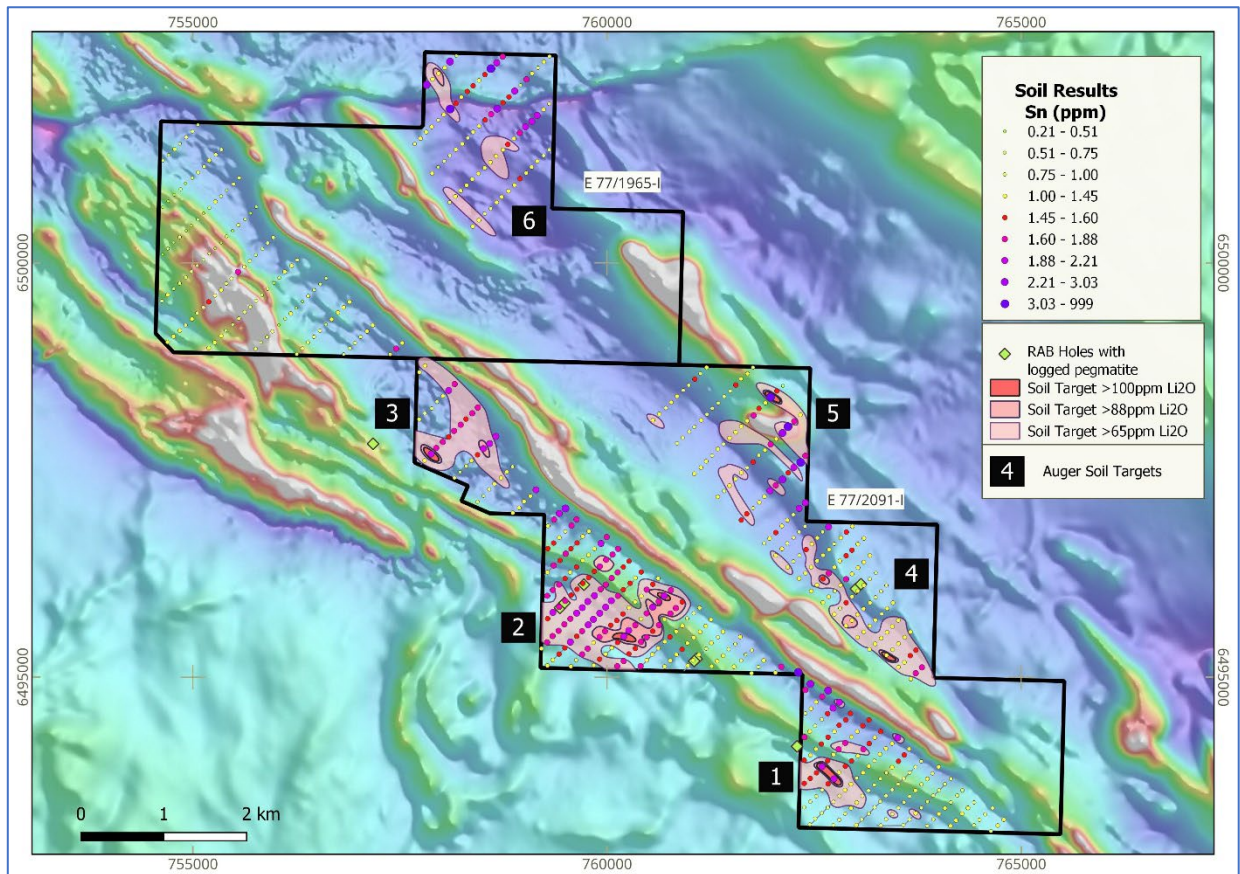 755000
760000
765000
Soil Results
Sn (ppm)
0.21 - 0.51
0.51 - 0.75
0.75 - 1.00
1.00 - 1.45
1.45 - 1.60
1.60 - 1.88
1.88 - 2.21
2.21 - 3.03
3.03 - 999
E 77/1965-I
6
6500000
6500000
RAB Holes with
logged pegmatite
Soil Target >100ppm Li2O
Soil Target >88ppm Li2O
Soil Target >65ppm Li2O
3
5
4
Auger Soil Targets
E 77/2091-I
4
2
6495000
6495000
1
0
1
2 km
755000
760000
765000